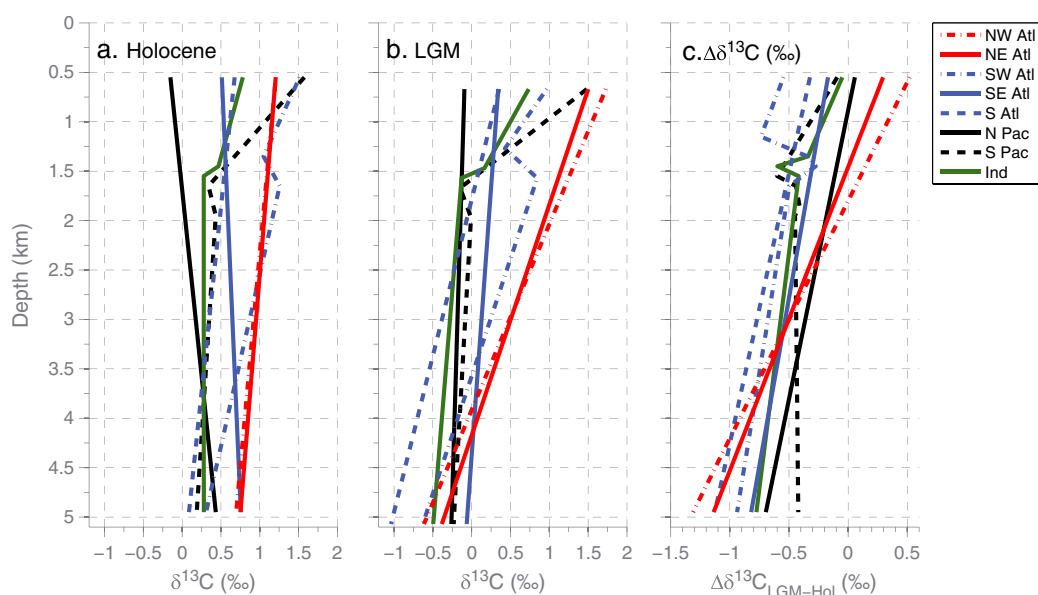 a. Holocene
b. LGM
c.Δδ¹³C (‰)
Depth (km)
0
0.5
1
1.5
2
2.5
3
3.5
4
4.5
5
−1 −0.5 0 0.5 1 1.5 2
δ¹³C (‰)
−1 −0.5 0 0.5 1 1.5 2
δ¹³C (‰)
−1.5 −1 −0.5 0 0.5
Δδ¹³C_LGM−Hol (‰)
NW Atl
NE Atl
SW Atl
SE Atl
S Atl
N Pac
S Pac
Ind